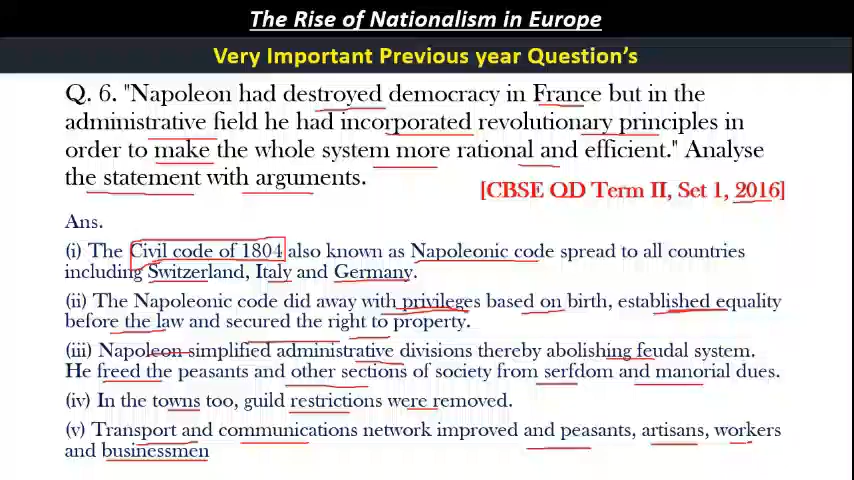 The Rise of Nationalism in Europe
Very Important Previous year Question's
Q. 6. "Napoleon had destroyed democracy in France but in the
administrative field he had incorporated revolutionary principles in
order to make the whole system more rational and efficient." Analyse
the statement with arguments.
[CBSE QD Term II, Set 1, 2016]
Ans.
(i) The Civil code of 1804 also known as Napoleonic code spread to all countries
including Switzerland, Italy and Germany.
(ii) The Napoleonic code did away with privileges based on birth, established equality
before the law and secured the right to property.
(iii) Napoleon simplified administrative divisions thereby abolishing feudal system.
He freed the peasants and other sections of society from serfdom and manorial dues.
(iv) In the towns too, guild restrictions were removed.
(v) Transport and communications network improved and peasants, artisans, workers
and businessmen